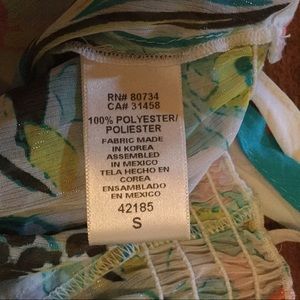 RN# 80734
CA# 31458
100% POLYESTER/
POLIESTER
FABRIC MADE
IN KOREA
ASSEMBLED
IN MEXICO
TELA HECHO EN
COREA
ENSAMBLADO
EN MEXICO
42185
S